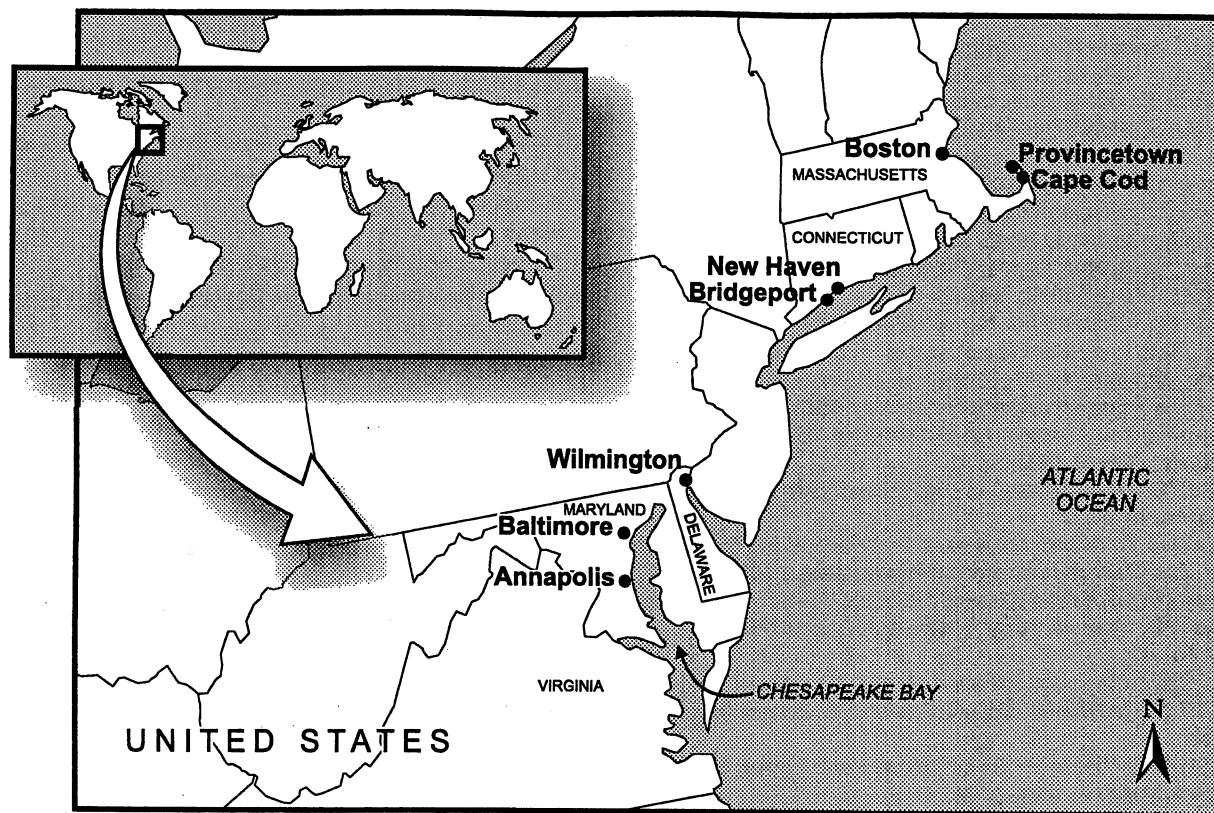 Boston
Provincetown
Cape Cod
MASSACHUSETTS
CONNECTICUT
New Haven
Bridgeport
Wilmington
ATLANTIC
OCEAN
MARYLAND
Baltimore
DELAWARE
Annapolis
VIRGINIA
CHESAPEAKE BAY
N
UNITED STATES